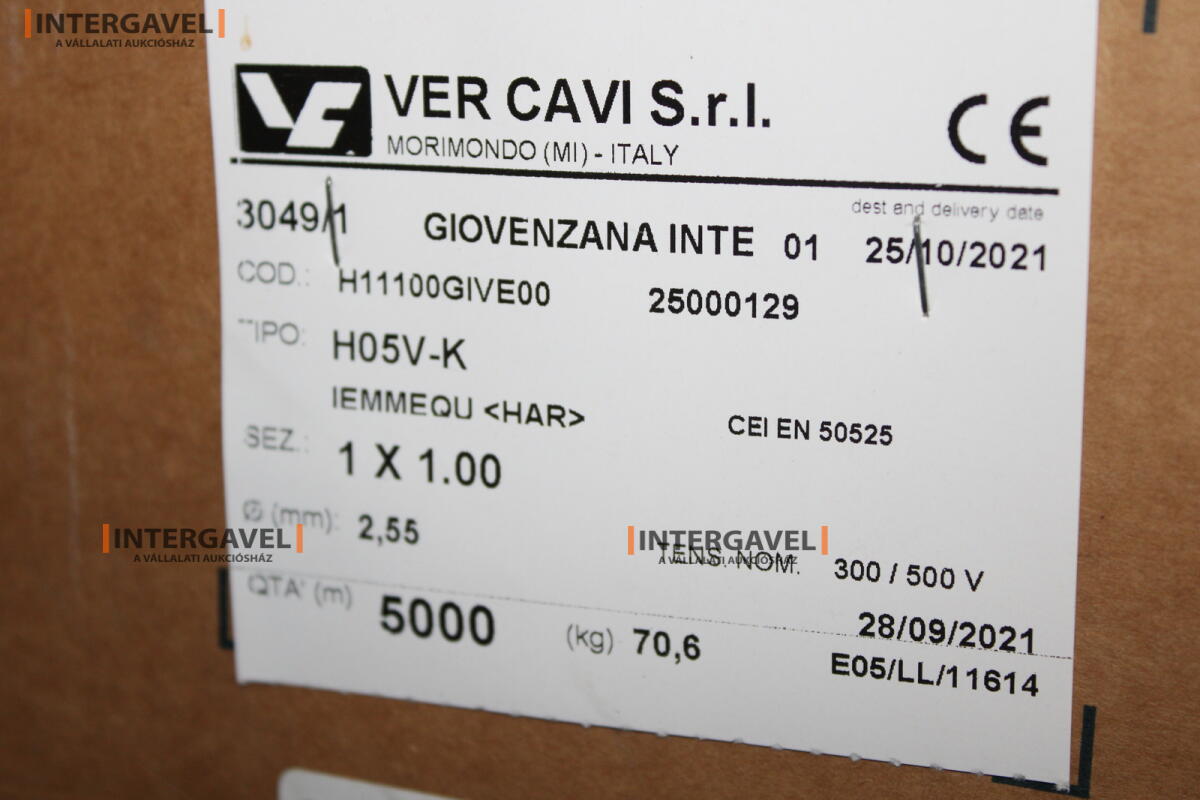 INTERGAVEL
A VÁLLALATI AUKCIÓSHÁZ
VER CAVI S.r.l.
MORIMONDO (MI) - ITALY
CE
dest and delivery date
3049/1 GIOVENZANA INTE 01 25/10/2021
COD.: H11100GIVE00 25000129
TIPO: H05V-K
IEMMEQU <HAR> CEI EN 50525
SEZ.: 1 X 1.00
Ø (mm): 2,55
INTERGAVEL
A VÁLLALATI AUKCIÓSHÁZ
INTERGAVEL
A VÁLLALATI AUKCIÓSHÁZ
TENS. NOM. 300 / 500 V
QTA' (m) 5000 (kg) 70,6 28/09/2021
E05/LL/11614